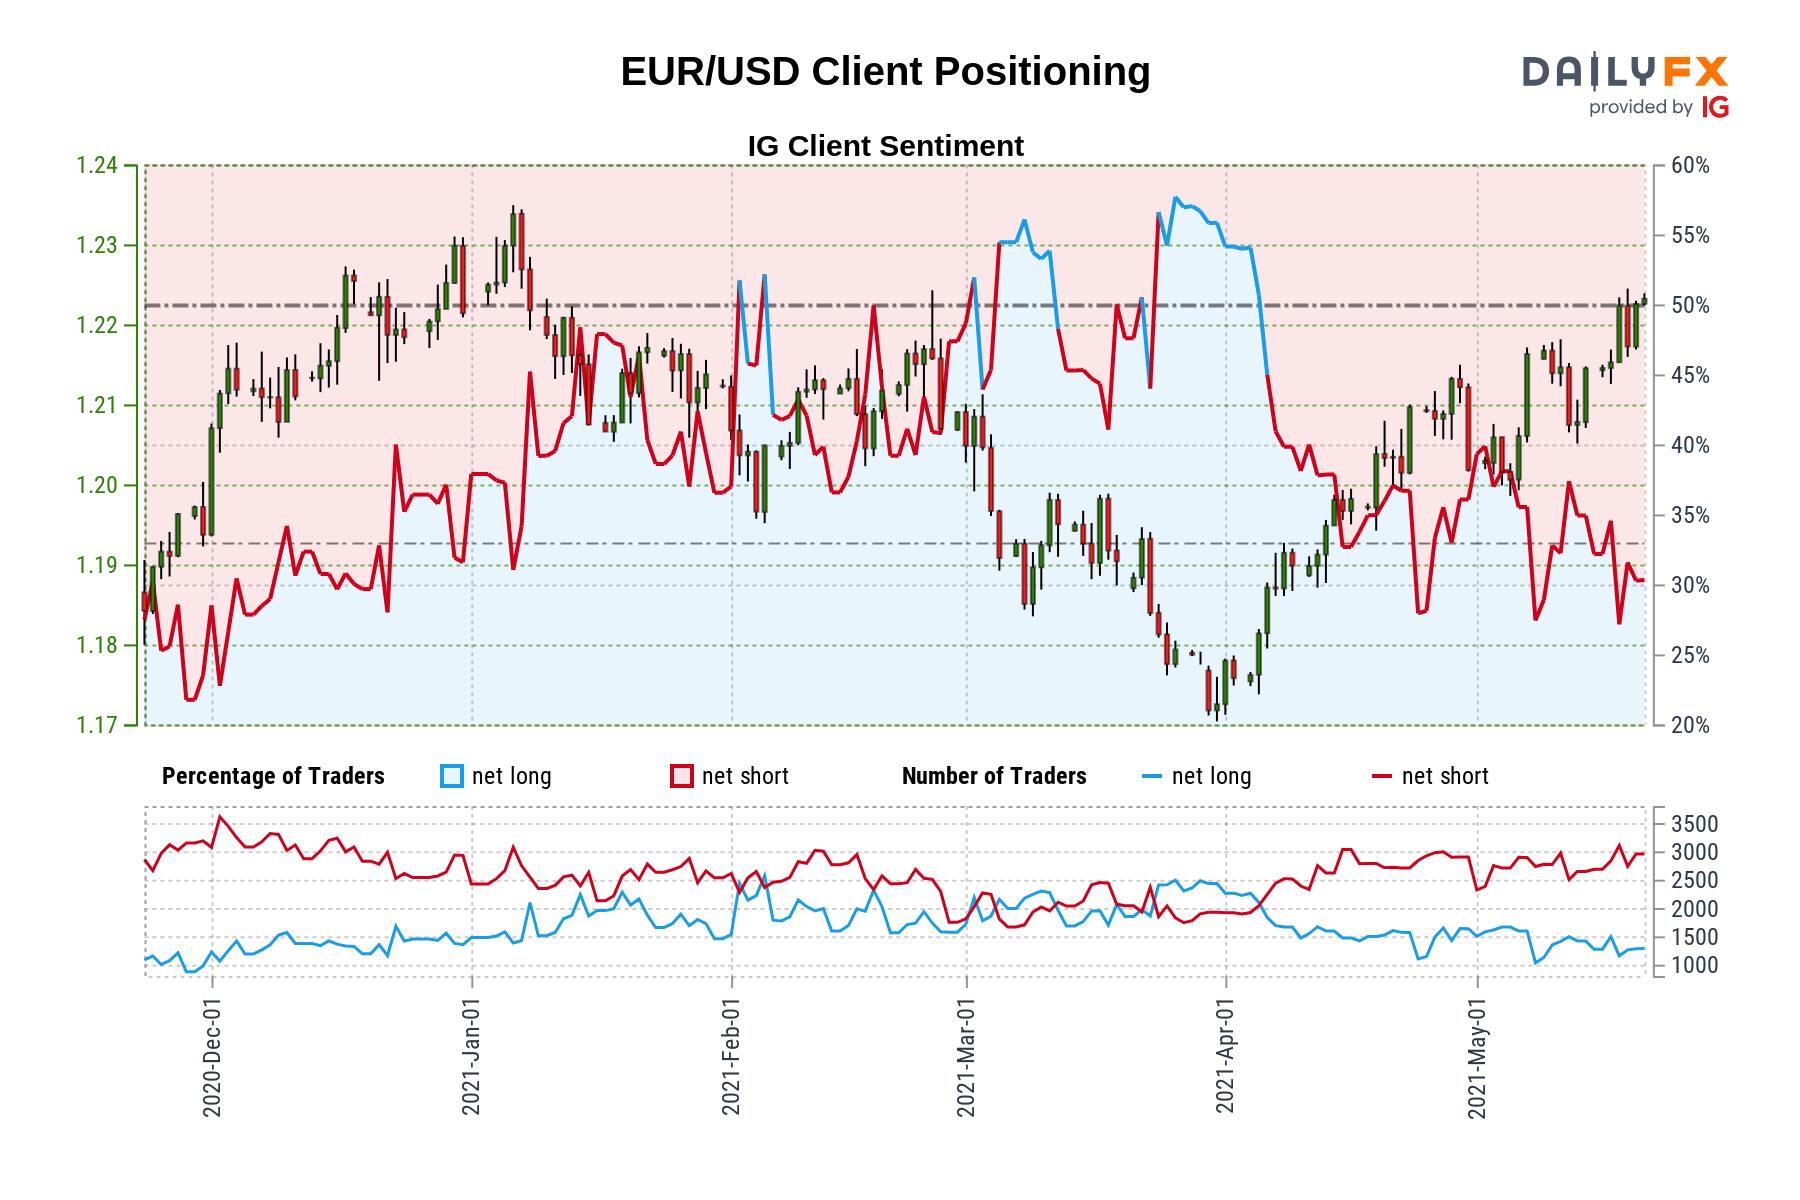 EUR/USD Client Positioning
DAILYFX
provided by IG
IG Client Sentiment
1.24
1.23
1.22
1.21
1.20
1.19
1.18
1.17
60%
55%
50%
45%
40%
35%
30%
25%
20%
Percentage of Traders net long net short Number of Traders net long net short
3500
3000
2500
2000
1500
1000
2020-Dec-01
2021-Jan-01
2021-Feb-01
2021-Mar-01
2021-Apr-01
2021-May-01